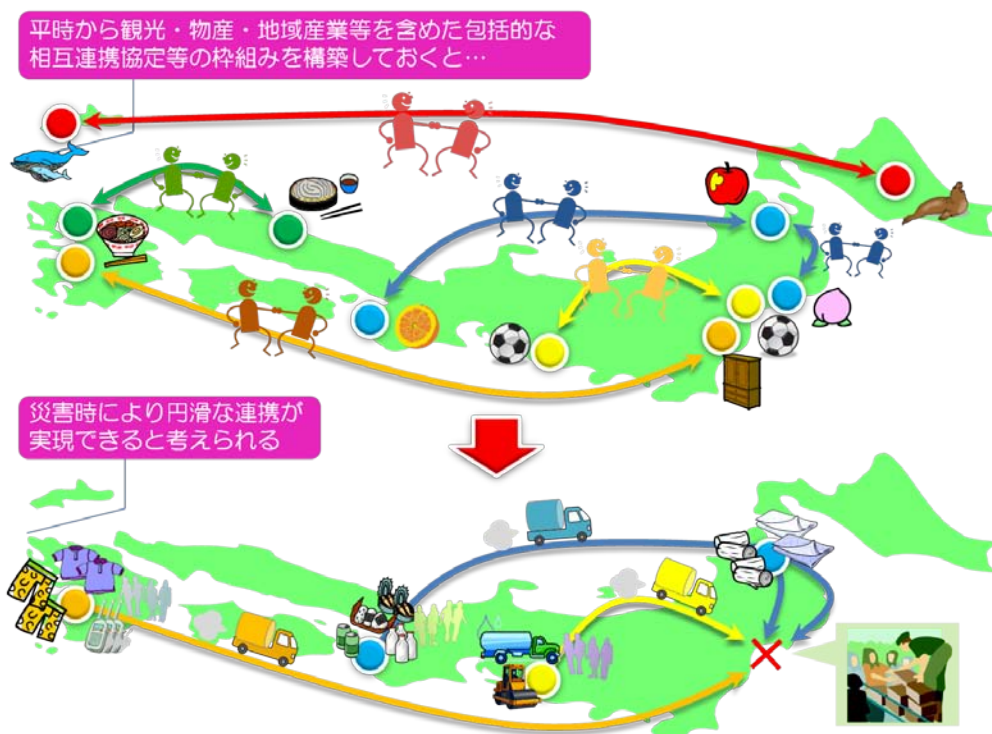 平時から観光・物産・地域産業等を含めた包括的な
相互連携協定等の枠組みを構築しておくと…
災害時により円滑な連携が
実現できると考えられる